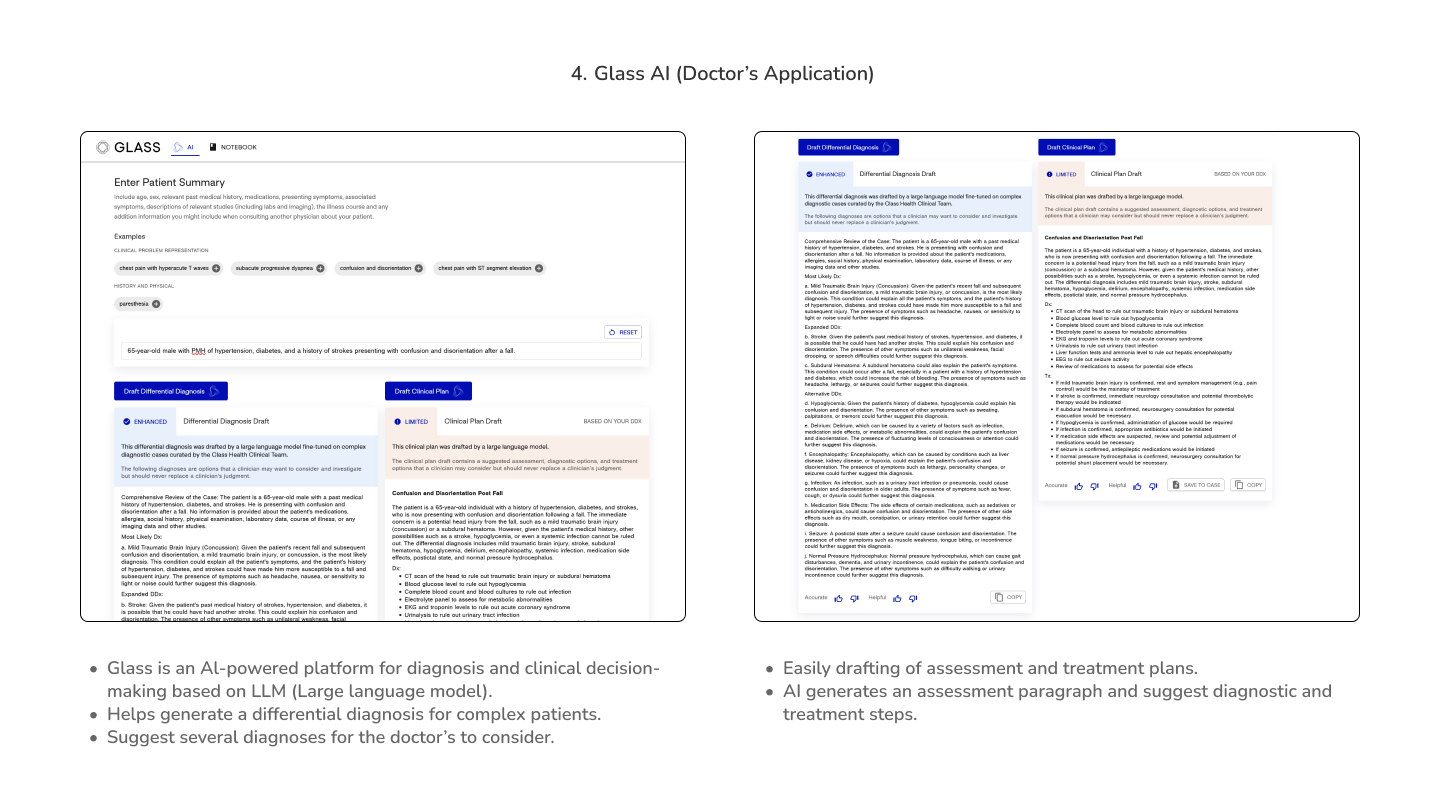 4. Glass AI (Doctor's Application)
GLASS
AI
NOTEBOOK
Enter Patient Summary
Include age, sex, relevant past medical history, medications, presenting symptoms, associated
symptoms, descriptions of relevant studies (including labs and imaging), the illness course and any
addition information you might include when consulting another physician about your patient.
Examples
CLINICAL PROBLEM REPRESENTATION
chest pain with hyperacute T waves
subscute progressive dyspnea
confusion and disorientation
chest pain with ST segment elevation
HISTORY AND PHYSICAL
paresthesia
RESET
65-year-old male with PMH of hypertension, diabetes, and a history of strokes presenting with confusion and disorientation after a fall.
Draft Differential Diagnosis
ENHANCED
Differential Diagnosis Draft
This differential diagnosis was drafted by a large language model fine-tuned on complex
diagnostic cases curated by the Class Health Clinical Team.
The following diagnoses are options that a clinician may want to consider and investigate
but should never replace a clinician's judgment.
Comprehensive Review of the Case: The patient is a 65-year-old male with a past medical
history of hypertension, diabetes, and strokes. He is presenting with confusion and
disorientation after a fall. No information is provided about the patient's medications,
allergies, social history, physical examination, laboratory data, course of illness, or any
imaging data and other studies.
Most Likely Dx:
a. Mild Traumatic Brain Injury (Concussion): Given the patient's recent fall and subsequent
confusion and disorientation, a mild traumatic brain injury, or concussion, is the most likely
diagnosis. This condition could explain all the patient's symptoms, and the patient's history
of hypertension, diabetes, and strokes could have made him more susceptible to a fall and
subsequent injury. The presence of symptoms such as headache, nausea, or sensitivity to
light or noise could further suggest this diagnosis.
Expanded DDx:
b. Stroke: Given the patient's past medical history of strokes, hypertension, and diabetes, it
is possible that he could have had another stroke. This could explain his confusion and
disorientation. The presence of other symptoms such as unilateral weakness, facial
Draft Clinical Plan
LIMITED
Clinical Plan Draft
BASED ON YOUR DDX
This clinical plan was drafted by a large language model.
The clinical plan draft contains a suggested assessment, diagnostic options, and treatment
options that a clinician may consider but should never replace a clinician's judgment.
Confusion and Disorientation Post Fall
The patient is a 65-year-old individual with a history of hypertension, diabetes, and strokes,
who is now presenting with confusion and disorientation following a fall. The immediate
concern is a potential head injury from the fall, such as a mild traumatic brain injury
(concussion) or a subdural hematoma. However, given the patient's medical history, other
possibilities such as a stroke, hypoglycemia, or even a systemic infection cannot be ruled
out. The differential diagnosis includes mild traumatic brain injury, stroke, subdural
hematoma, hypoglycemia, delirium, encephalopathy, systemic infection, medication side
effects, postictal state, and normal pressure hydrocephalus.
Dx:
• CT scan of the head to rule out traumatic brain injury or subdural hematoma
• Blood glucose level to rule out hypoglycemia
• Complete blood count and blood cultures to rule out infection
• Electrolyte panel to assess for metabolic abnormalities
• EKG and troponin levels to rule out acute coronary syndrome
• Urinalysis to rule out urinary tract infection
Draft Differential Diagnosis
ENHANCED
Differential Diagnosis Draft
This differential diagnosis was drafted by a large language model fine-tuned on complex
diagnostic cases curated by the Class Health Clinical Team.
The following diagnoses are options that a clinician may want to consider and investigate
but should never replace a clinician's judgment.
Comprehensive Review of the Case: The patient is a 65-year-old male with a past medical
history of hypertension, diabetes, and strokes. He is presenting with confusion and
disorientation after a fall. No information is provided about the patient's medications,
allergies, social history, physical examination, laboratory data, course of illness, or any
imaging data and other studies.
Most Likely Dx:
a. Mild Traumatic Brain Injury (Concussion): Given the patient's recent fall and subsequent
confusion and disorientation, a mild traumatic brain injury, or concussion, is the most likely
diagnosis. This condition could explain all the patient's symptoms, and the patient's history
of hypertension, diabetes, and strokes could have made him more susceptible to a fall and
subsequent injury. The presence of symptoms such as headache, nausea, or sensitivity to
light or noise could further suggest this diagnosis.
Expanded DDx:
b. Stroke: Given the patient's past medical history of strokes, hypertension, and diabetes, it
is possible that he could have had another stroke. This could explain his confusion and
disorientation. The presence of other symptoms such as unilateral weakness, facial
drooping, or speech difficulties could further suggest this diagnosis.
c. Subdural Hematoma: A subdural hematoma could also explain the patient's symptoms.
This condition could occur after a fall, especially in a patient with a history of hypertension
and diabetes, which could increase the risk of bleeding. The presence of symptoms such as
headache, lethargy, or seizures could further suggest this diagnosis.
Alternative DDx:
d. Hypoglycemia: Given the patient's history of diabetes, hypoglycemia could explain his
confusion and disorientation. The presence of other symptoms such as sweating,
palpitations, or tremors could further suggest this diagnosis.
e. Delirium: Delirium, which can be caused by a variety of factors such as infection,
medication side effects, or metabolic abnormalities, could explain the patient's confusion
and disorientation. The presence of fluctuating levels of consciousness or attention could
further suggest this diagnosis.
f. Encephalopathy: Encephalopathy, which can be caused by conditions such as liver
disease, kidney disease, or hypoxia, could explain the patient's confusion and
disorientation. The presence of symptoms such as lethargy, personality changes, or
seizures could further suggest this diagnosis.
g. Infection: An infection, such as a urinary tract infection or pneumonia, could cause
confusion and disorientation in older adults. The presence of symptoms such as fever,
cough, or dysuria could further suggest this diagnosis.
h. Medication Side Effect: The side effects of certain medications, such as sedatives or
anticholinergics, could cause confusion and disorientation. The presence of other side
effects such as dry mouth, constipation, or urinary retention could further suggest this
diagnosis.
i. Seizure: A postictal state after a seizure could cause confusion and disorientation. The
presence of other symptoms such as muscle weakness, tongue biting, or incontinence
could further suggest this diagnosis.
j. Normal Pressure Hydrocephalus: Normal pressure hydrocephalus, which can cause gait
disturbances, dementia, and urinary incontinence, could explain the patient's confusion and
disorientation. The presence of other symptoms such as difficulty walking or urinary
incontinence could further suggest this diagnosis.
Accurate
Helpful
COPY
Draft Clinical Plan
LIMITED
Clinical Plan Draft
BASED ON YOUR DDX
This clinical plan was drafted by a large language model.
The clinical plan draft contains a suggested assessment, diagnostic options, and treatment
options that a clinician may consider but should never replace a clinician's judgment.
Confusion and Disorientation Post Fall
The patient is a 65-year-old individual with a history of hypertension, diabetes, and strokes,
who is now presenting with confusion and disorientation following a fall. The immediate
concern is a potential head injury from the fall, such as a mild traumatic brain injury
(concussion) or a subdural hematoma. However, given the patient's medical history, other
possibilities such as a stroke, hypoglycemia, or even a systemic infection cannot be ruled
out. The differential diagnosis includes mild traumatic brain injury, stroke, subdural
hematoma, hypoglycemia, delirium, encephalopathy, systemic infection, medication side
effects, postictal state, and normal pressure hydrocephalus.
Dx:
• CT scan of the head to rule out traumatic brain injury or subdural hematoma
• Blood glucose level to rule out hypoglycemia
• Complete blood count and blood cultures to rule out infection
• Electrolyte panel to assess for metabolic abnormalities
• EKG and troponin levels to rule out acute coronary syndrome
• Urinalysis to rule out urinary tract infection
• Liver function tests and ammonia level to rule out hepatic encephalopathy
• EEG to rule out seizure activity
• Review of medications to assess for potential side effects
Tx:
• If mild traumatic brain injury is confirmed, rest and symptom management (e.g., pain
control) would be the mainstay of treatment
• If stroke is confirmed, immediate neurology consultation and potential thrombolytic
therapy would be indicated
• If subdural hematoma is confirmed, neurosurgery consultation for potential
evacuation would be necessary
• If hypoglycemia is confirmed, administration of glucose would be required
• If infection is confirmed, appropriate antibiotics would be initiated
• If medication side effects are suspected, review and potential adjustment of
medications would be necessary
• If seizure is confirmed, antiepileptic medications would be initiated
• If normal pressure hydrocephalus is confirmed, neurosurgery consultation for
potential shunt placement would be necessary.
Accurate
Helpful
SAVE TO CASE
COPY
• Glass is an AI-powered platform for diagnosis and clinical decision-
making based on LLM (Large language model).
• Helps generate a differential diagnosis for complex patients.
• Suggest several diagnoses for the doctor's to consider.
• Easily drafting of assessment and treatment plans.
• AI generates an assessment paragraph and suggest diagnostic and
treatment steps.